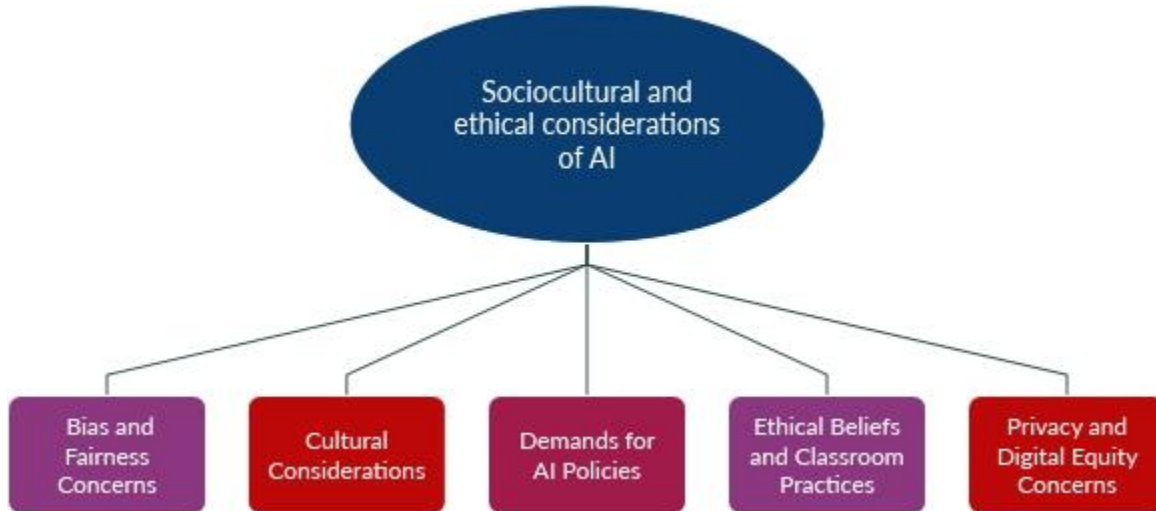 Sociocultural and
ethical considerations
of AI
Bias and
Fairness
Concerns
Cultural
Considerations
Demands for
AI Policies
Ethical Beliefs
and Classroom
Practices
Privacy and
Digital Equity
Concerns